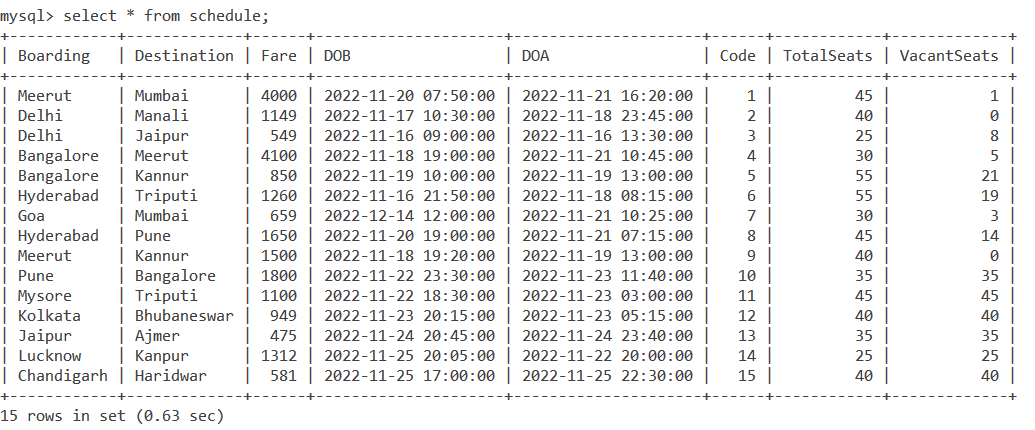 mysql> select * from schedule;
+------------+-------------+------+---------------------+---------------------+------+------------+-------------+
| Boarding   | Destination | Fare | DOB                 | DOA                 | Code | TotalSeats | VacantSeats |
+------------+-------------+------+---------------------+---------------------+------+------------+-------------+
| Meerut     | Mumbai      | 4000 | 2022-11-20 07:50:00 | 2022-11-21 16:20:00 |    1 |         45 |           1 |
| Delhi      | Manali      | 1149 | 2022-11-17 10:30:00 | 2022-11-18 23:45:00 |    2 |         40 |           0 |
| Delhi      | Jaipur      |  549 | 2022-11-16 09:00:00 | 2022-11-16 13:30:00 |    3 |         25 |           8 |
| Bangalore  | Meerut      | 4100 | 2022-11-18 19:00:00 | 2022-11-21 10:45:00 |    4 |         30 |           5 |
| Bangalore  | Kannur      |  850 | 2022-11-19 10:00:00 | 2022-11-19 13:00:00 |    5 |         55 |          21 |
| Hyderabad  | Triputi     | 1260 | 2022-11-16 21:50:00 | 2022-11-18 08:15:00 |    6 |         55 |          19 |
| Goa        | Mumbai      |  659 | 2022-12-14 12:00:00 | 2022-11-21 10:25:00 |    7 |         30 |           3 |
| Hyderabad  | Pune        | 1650 | 2022-11-20 19:00:00 | 2022-11-21 07:15:00 |    8 |         45 |          14 |
| Meerut     | Kannur      | 1500 | 2022-11-18 19:20:00 | 2022-11-19 13:00:00 |    9 |         40 |           0 |
| Pune       | Bangalore   | 1800 | 2022-11-22 23:30:00 | 2022-11-23 11:40:00 |   10 |         35 |          35 |
| Mysore     | Triputi     | 1100 | 2022-11-22 18:30:00 | 2022-11-23 03:00:00 |   11 |         45 |          45 |
| Kolkata    | Bhubaneswar |  949 | 2022-11-23 20:15:00 | 2022-11-23 05:15:00 |   12 |         40 |          40 |
| Jaipur     | Ajmer       |  475 | 2022-11-24 20:45:00 | 2022-11-24 23:40:00 |   13 |         35 |          35 |
| Lucknow    | Kanpur      | 1312 | 2022-11-25 20:05:00 | 2022-11-22 20:00:00 |   14 |         25 |          25 |
| Chandigarh | Haridwar    |  581 | 2022-11-25 17:00:00 | 2022-11-25 22:30:00 |   15 |         40 |          40 |
+------------+-------------+------+---------------------+---------------------+------+------------+-------------+
15 rows in set (0.63 sec)